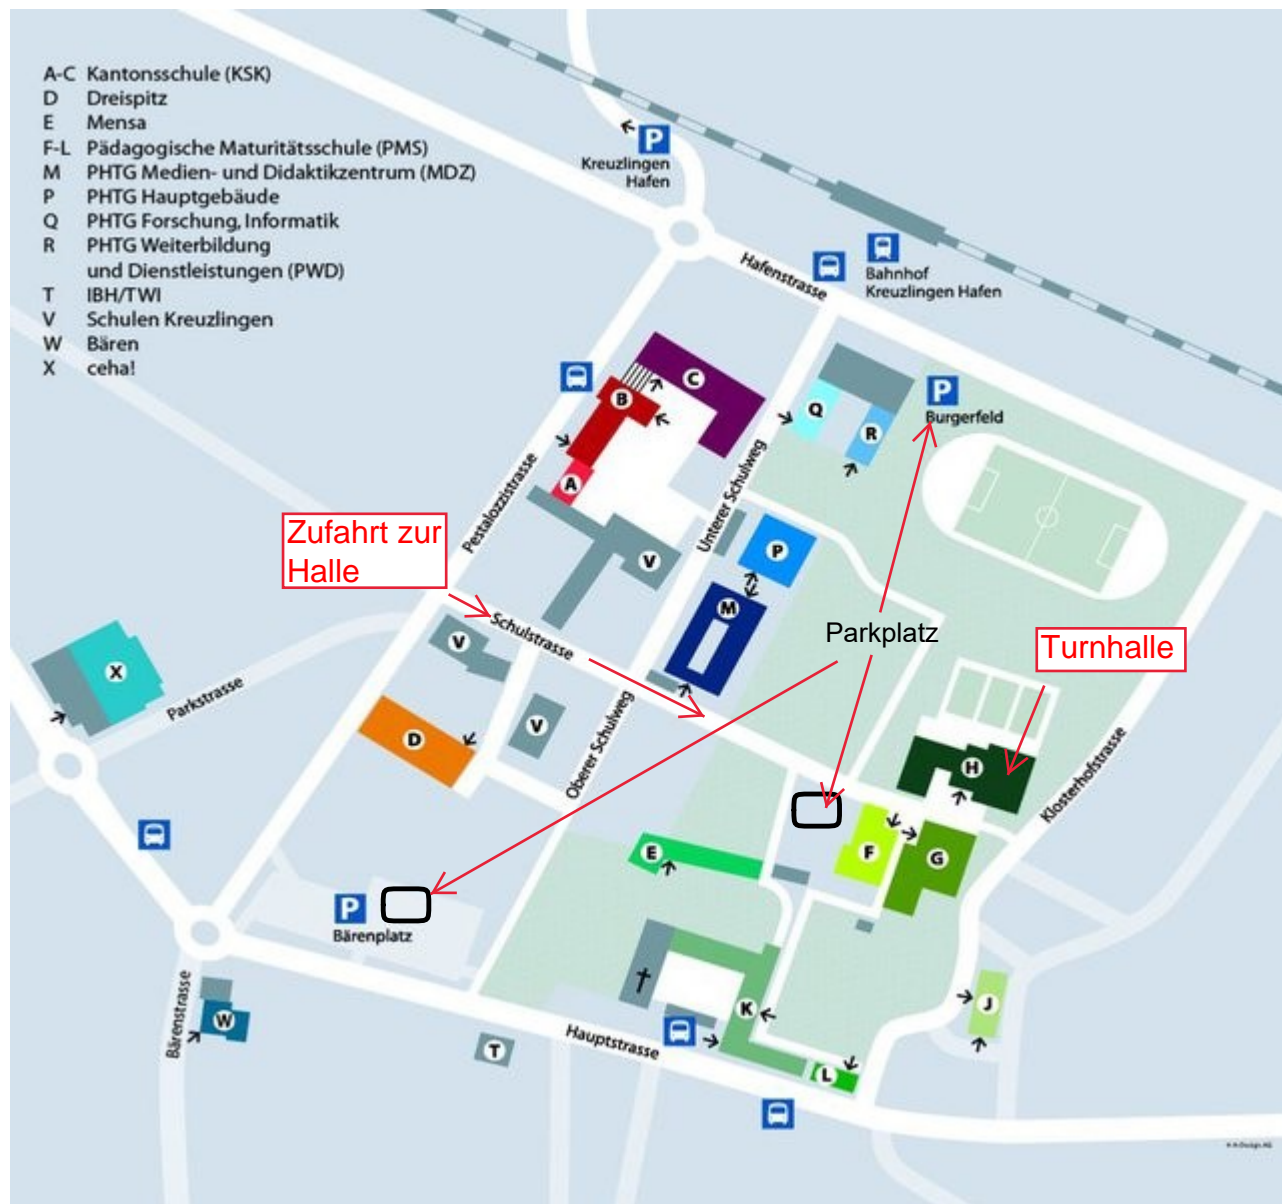 A-C Kantonsschule (KSK)
D Dreispitz
E Mensa
F-L Pädagogische Maturitätsschule (PMS)
M PHTG Medien- und Didaktikzentrum (MDZ)
P PHTG Hauptgebäude
Q PHTG Forschung, Informatik
R PHTG Weiterbildung
und Dienstleistungen (PWD)
T IBH/TWI
V Schulen Kreuzlingen
W Bären
X ceha!
P
Kreuzlingen
Hafen
Hafenstrasse
Bahnhof
Kreuzlingen Hafen
C
B
A
Q
R
P
Burgerfeld
Pestalozzistrasse
Unterer Schulweg
Zufahrt zur
Halle
V
P
M
Schulstrasse
Parkplatz
Turnhalle
V
X
Parkstrasse
D
V
Oberer Schulweg
H
Klosterhofstrasse
E
F
G
P
Bärenplatz
Bärenstrasse
W
T
Hauptstrasse
K
J
L